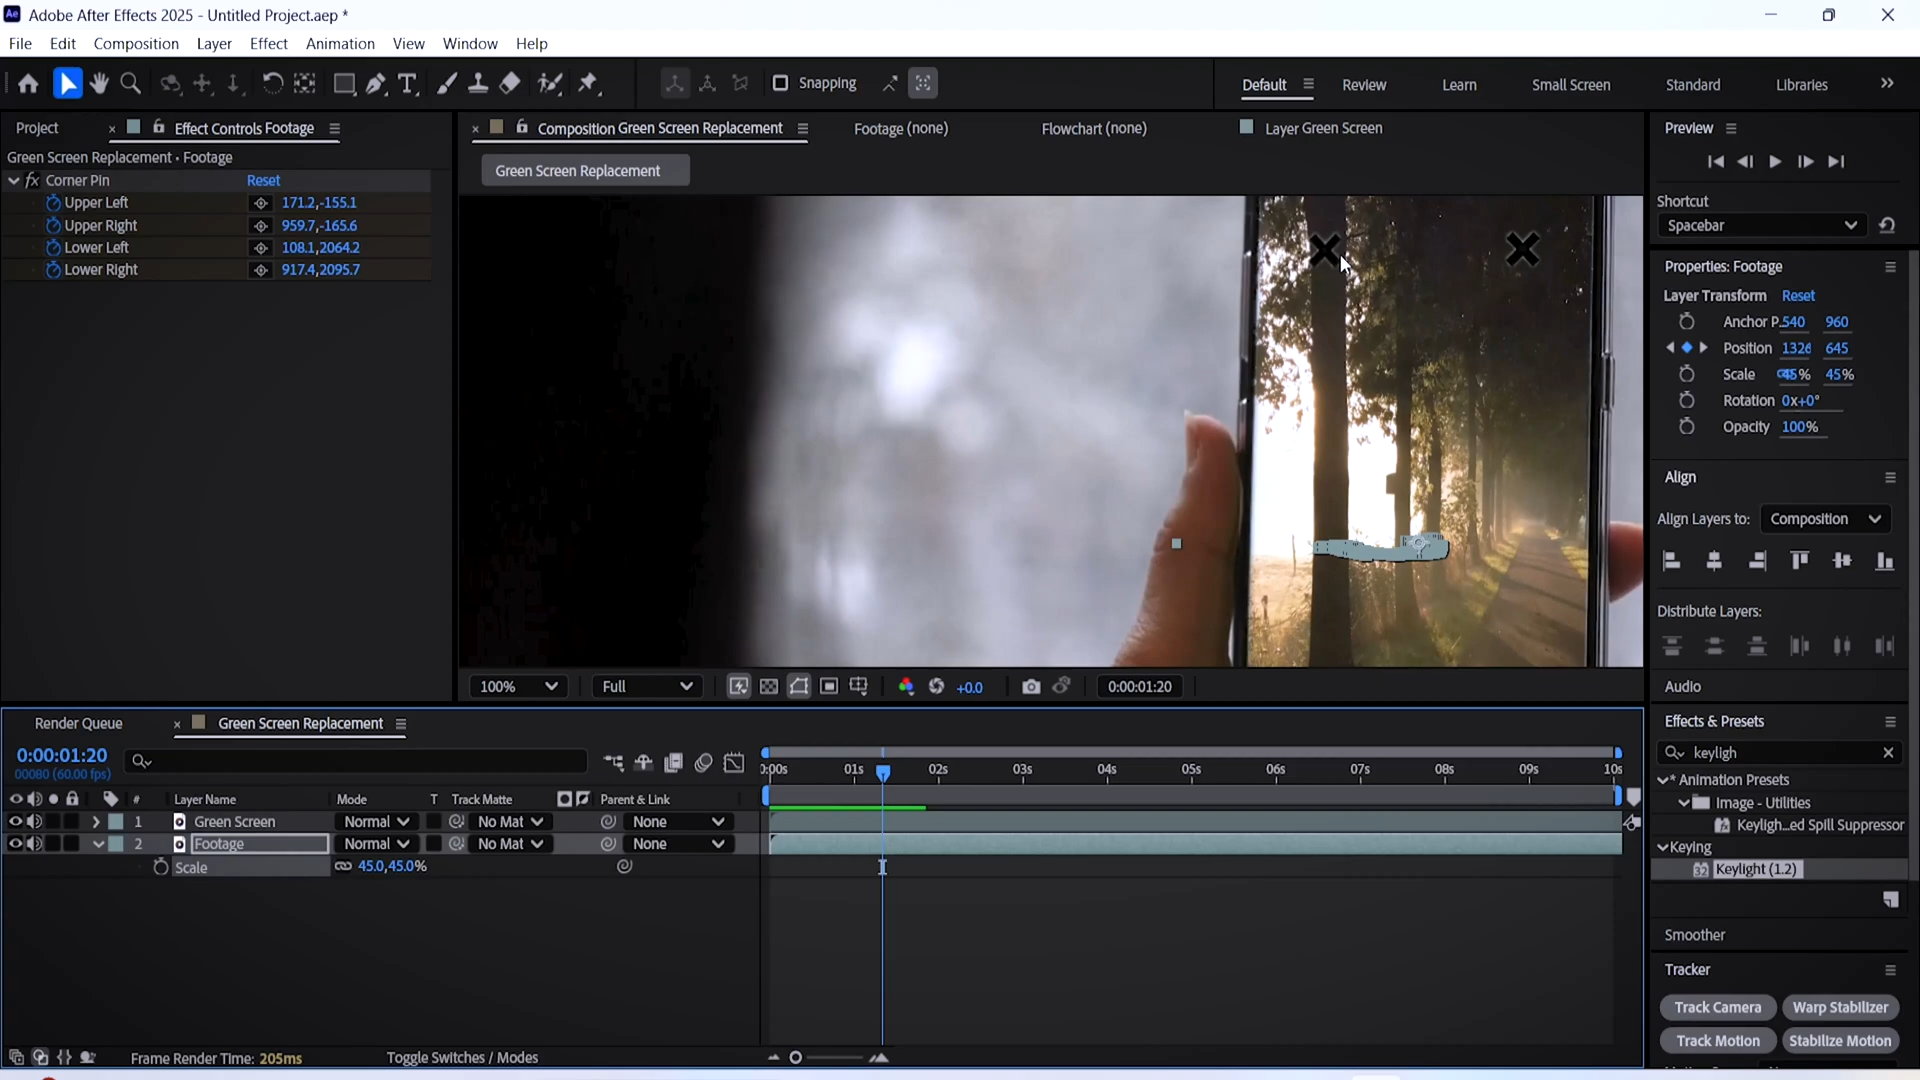 Adobe After Effects 2025 - Untitled Project.aep *
File Edit Composition Layer Effect Animation View Window Help
Snapping Default Review Learn Small Screen Standard Libraries
Project Effect Controls Footage
Green Screen Replacement • Footage
Corner Pin Reset
Upper Left 171.2,-155.1
Upper Right 959.7,-165.6
Lower Left 108.1,2064.2
Lower Right 917.4,2095.7
Composition Green Screen Replacement Footage (none) Flowchart (none) Layer Green Screen
Green Screen Replacement
100% Full +0.0 0:00:01:20
Preview
Shortcut
Spacebar
Properties: Footage
Layer Transform Reset
Anchor P... 540 960
Position 1326 645
Scale 45% 45%
Rotation 0x+0°
Opacity 100%
Align
Align Layers to: Composition
Distribute Layers:
Audio
Effects & Presets
keyligh
* Animation Presets
Image - Utilities
Keyligh...ed Spill Suppressor
Keying
32 Keylight (1.2)
Smoother
Tracker
Track Camera Warp Stabilizer
Track Motion Stabilize Motion
Render Queue Green Screen Replacement
0:00:01:20
00080 (60.00 fps)
0:00s 01s 02s 03s 04s 05s 06s 07s 08s 09s 10s
# Layer Name Mode T Track Matte Parent & Link
1 Green Screen Normal No Mat None
2 Footage Normal No Mat None
Scale 45.0,45.0%
Frame Render Time: 205ms Toggle Switches / Modes